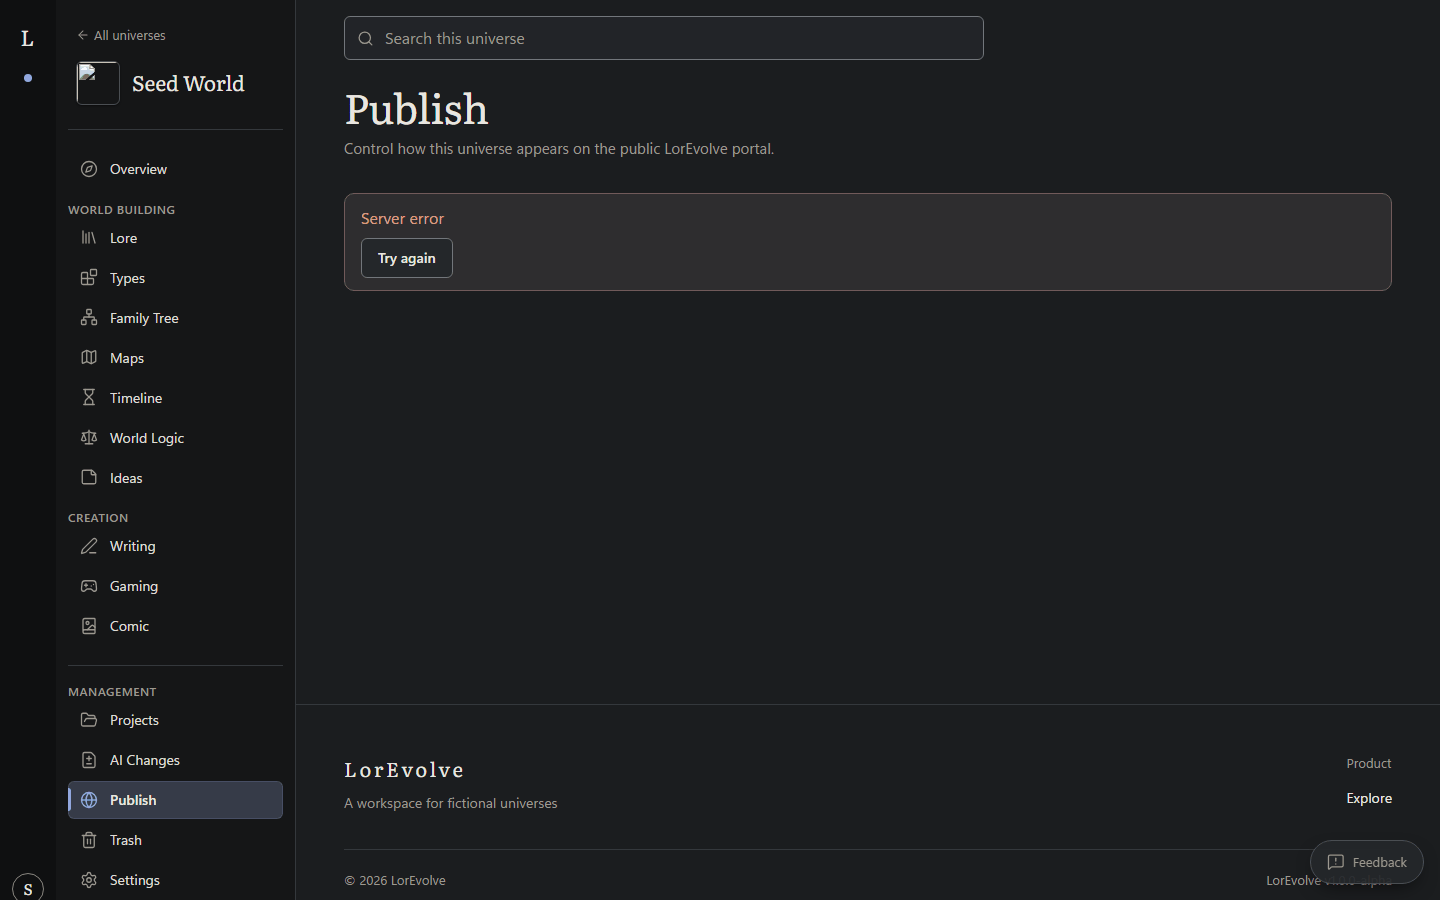 L
← All universes
Seed World
Overview
WORLD BUILDING
Lore
Types
Family Tree
Maps
Timeline
World Logic
Ideas
CREATION
Writing
Gaming
Comic
MANAGEMENT
Projects
AI Changes
Publish
Trash
Settings
S
Search this universe
Publish
Control how this universe appears on the public LorEvolve portal.
Server error
Try again
LorEvolve
A workspace for fictional universes
Product
Explore
© 2026 LorEvolve
LorEvolve
Feedback